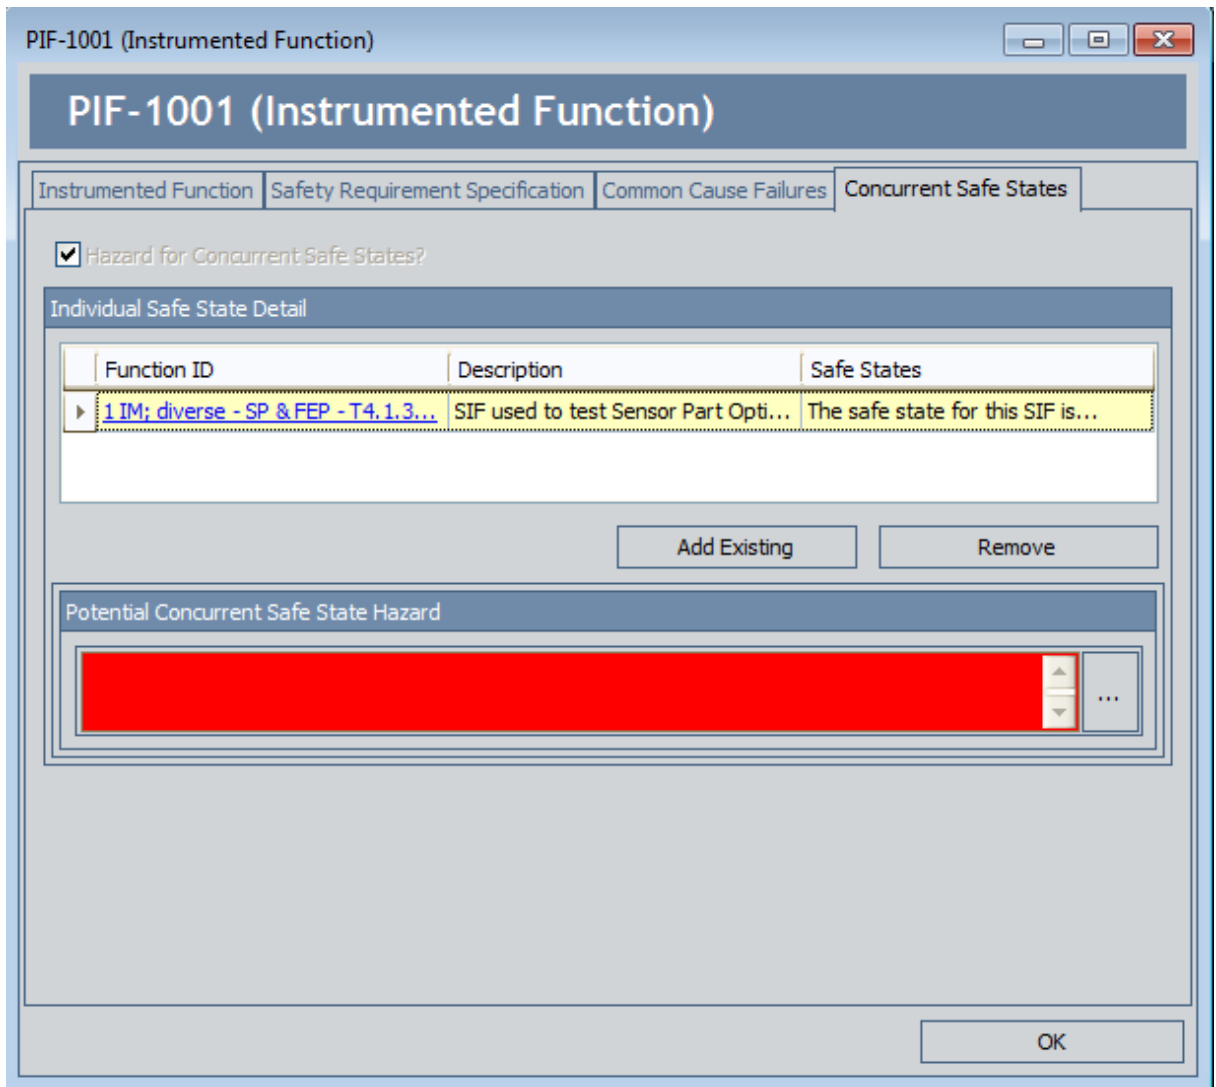 PIF-1001 (Instrumented Function)
PIF-1001 (Instrumented Function)
Instrumented Function Safety Requirement Specification Common Cause Failures Concurrent Safe States
Hazard for Concurrent Safe States?
Individual Safe State Detail
Function ID Description Safe States
1 IM; diverse - SP & FEP - T4.1.3... SIF used to test Sensor Part Opti... The safe state for this SIF is...
Add Existing Remove
Potential Concurrent Safe State Hazard
...
OK